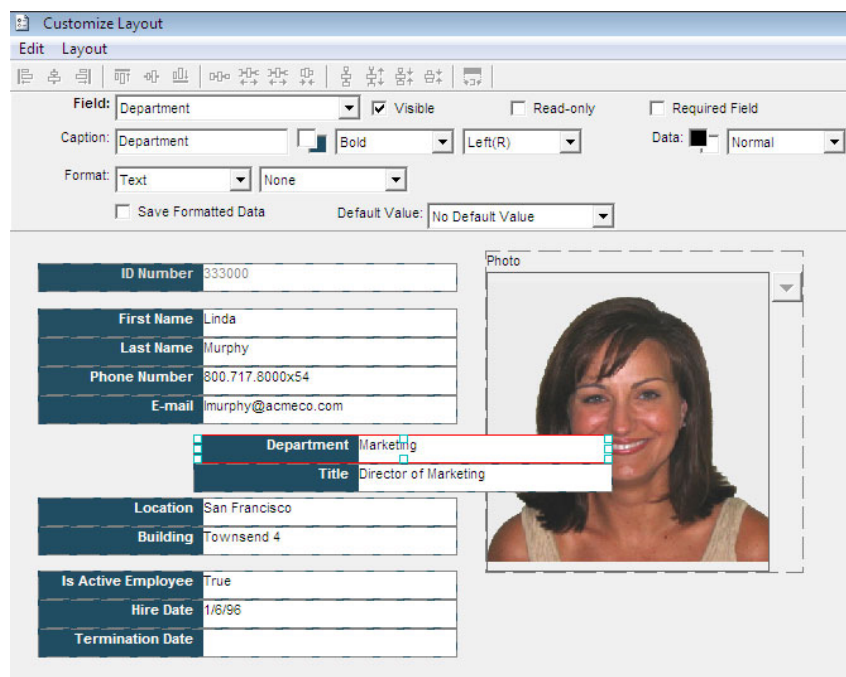 Customize Layout
Edit Layout
Field: Department Visible Read-only Required Field
Caption: Department Bold Left(R) Data: Normal
Format: Text None
Save Formatted Data Default Value: No Default Value
Photo
ID Number 333000
First Name Linda
Last Name Murphy
Phone Number 800.717.8000x54
E-mail lmurphy@acmeco.com
Department Marketing
Title Director of Marketing
Location San Francisco
Building Townsend 4
Is Active Employee True
Hire Date 1/6/96
Termination Date